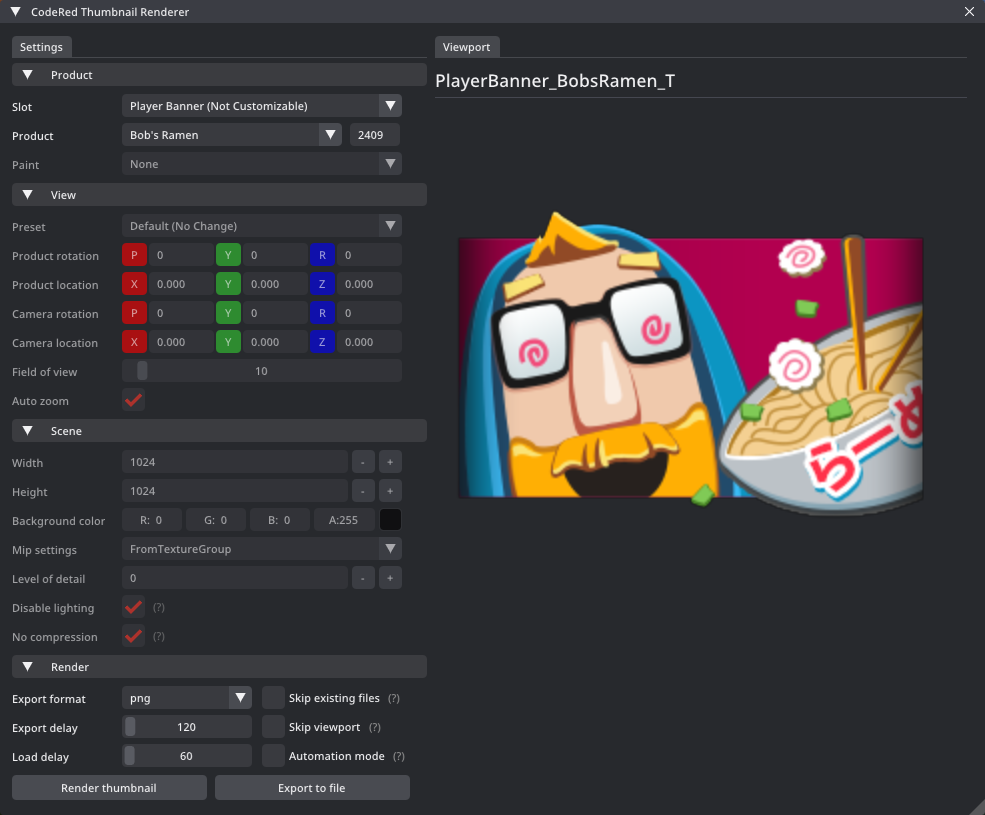 CodeRed Thumbnail Renderer
Settings
Product
Slot Player Banner (Not Customizable)
Product Bob's Ramen 2409
Paint None
View
Preset Default (No Change)
Product rotation P 0 Y 0 R 0
Product location X 0.000 Y 0.000 Z 0.000
Camera rotation P 0 Y 0 R 0
Camera location X 0.000 Y 0.000 Z 0.000
Field of view 10
Auto zoom
Scene
Width 1024 - +
Height 1024 - +
Background color R: 0 G: 0 B: 0 A:255
Mip settings FromTextureGroup
Level of detail 0 - +
Disable lighting (?)
No compression (?)
Render
Export format png Skip existing files (?)
Export delay 120 Skip viewport (?)
Load delay 60 Automation mode (?)
Render thumbnail Export to file
Viewport
PlayerBanner_BobsRamen_T
らー